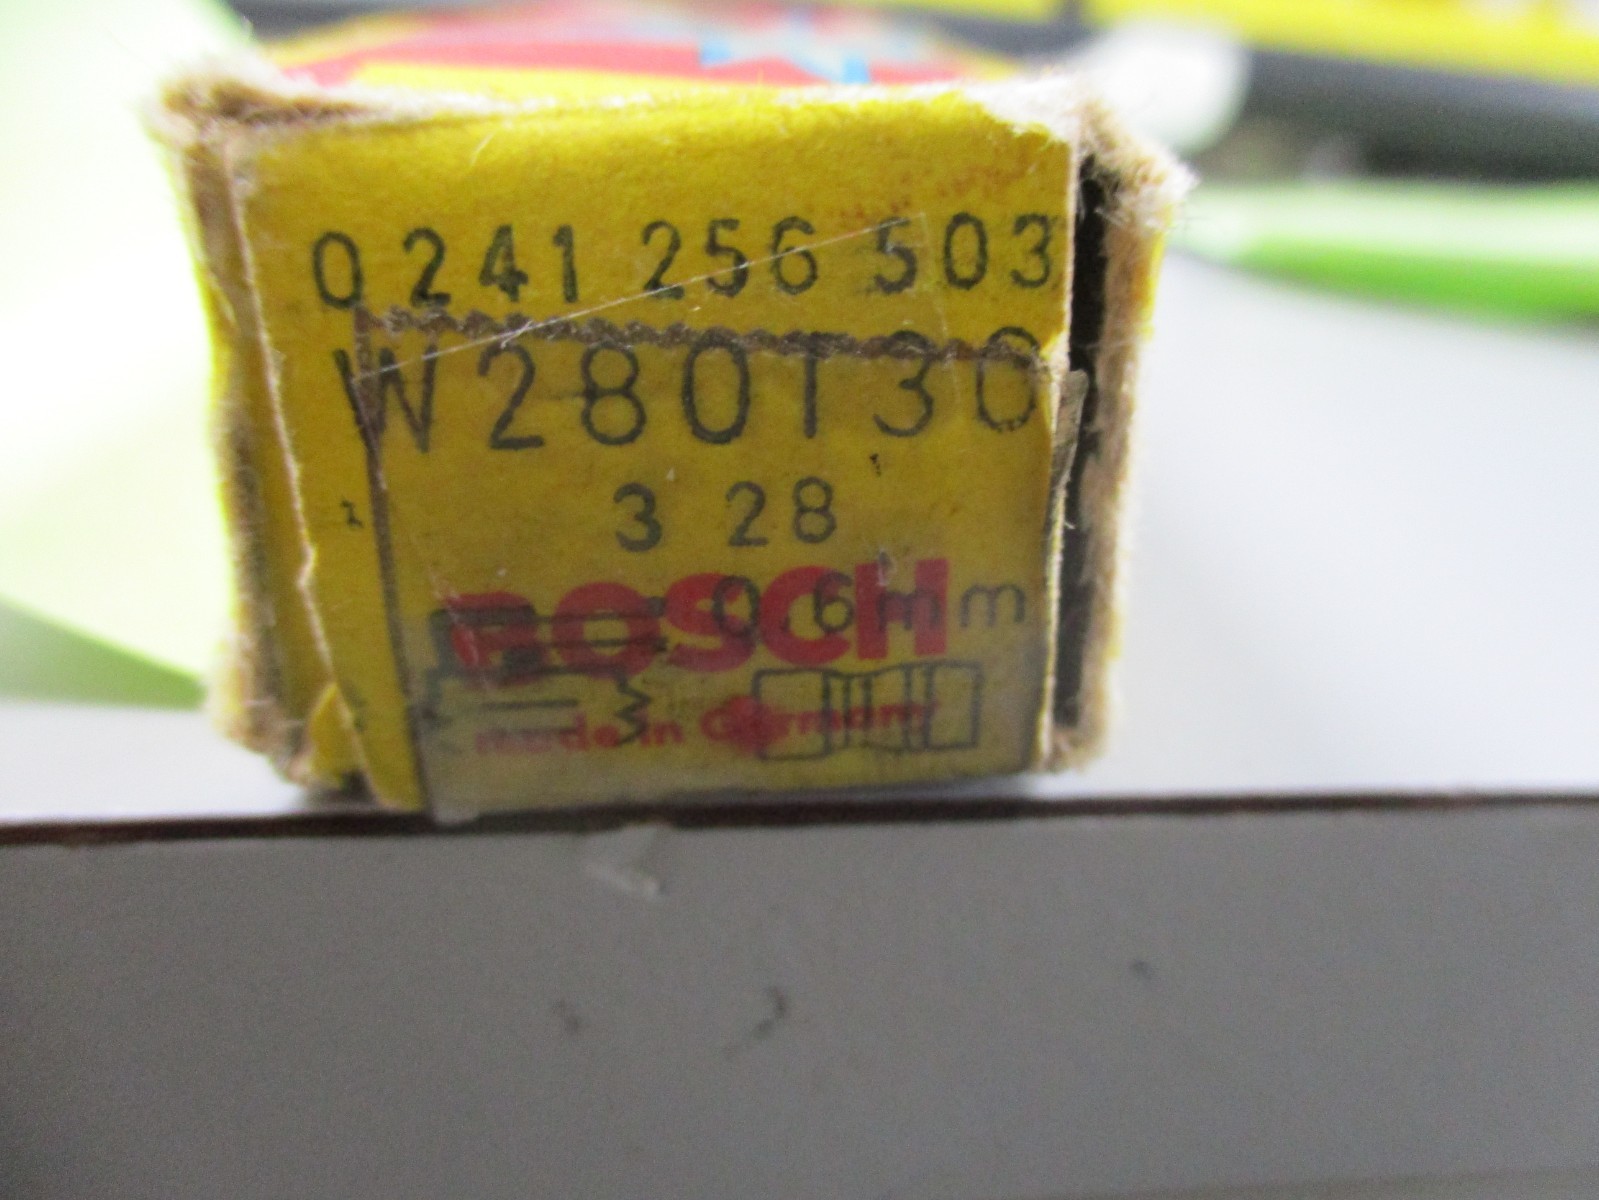 0 241 256 503
W280T30
3 28
BOSCH
0.6mm
made in Germany